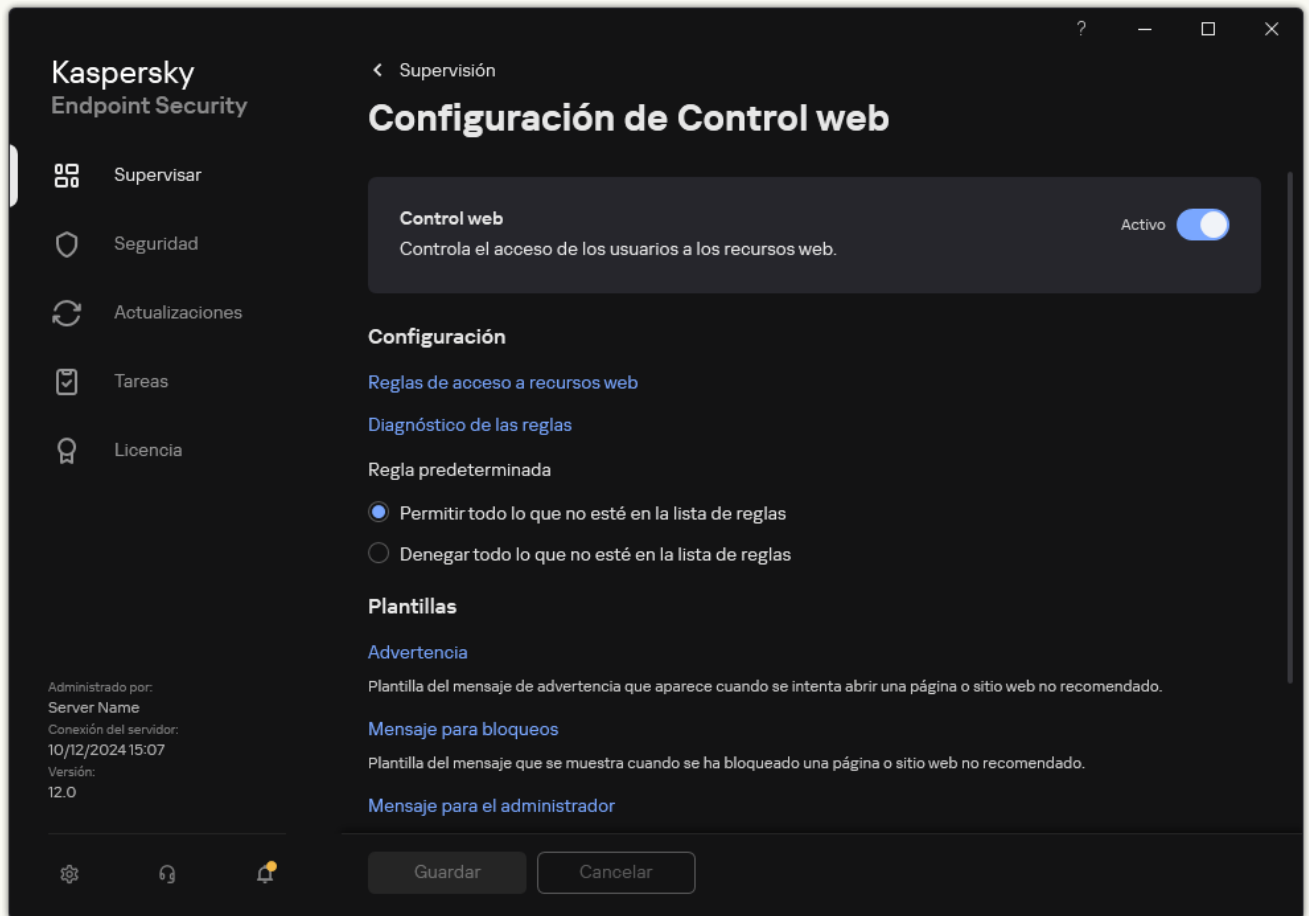 ?
Kaspersky
Endpoint Security
Supervisar
Seguridad
Actualizaciones
Tareas
Licencia
Administrado por:
Server Name
Conexión del servidor:
10/12/2024 15:07
Versión:
12.0
Supervisión
Configuración de Control web
Control web
Controla el acceso de los usuarios a los recursos web.
Activo
Configuración
Reglas de acceso a recursos web
Diagnóstico de las reglas
Regla predeterminada
Permitir todo lo que no esté en la lista de reglas
Denegar todo lo que no esté en la lista de reglas
Plantillas
Advertencia
Plantilla del mensaje de advertencia que aparece cuando se intenta abrir una página o sitio web no recomendado.
Mensaje para bloqueos
Plantilla del mensaje que se muestra cuando se ha bloqueado una página o sitio web no recomendado.
Mensaje para el administrador
Guardar
Cancelar